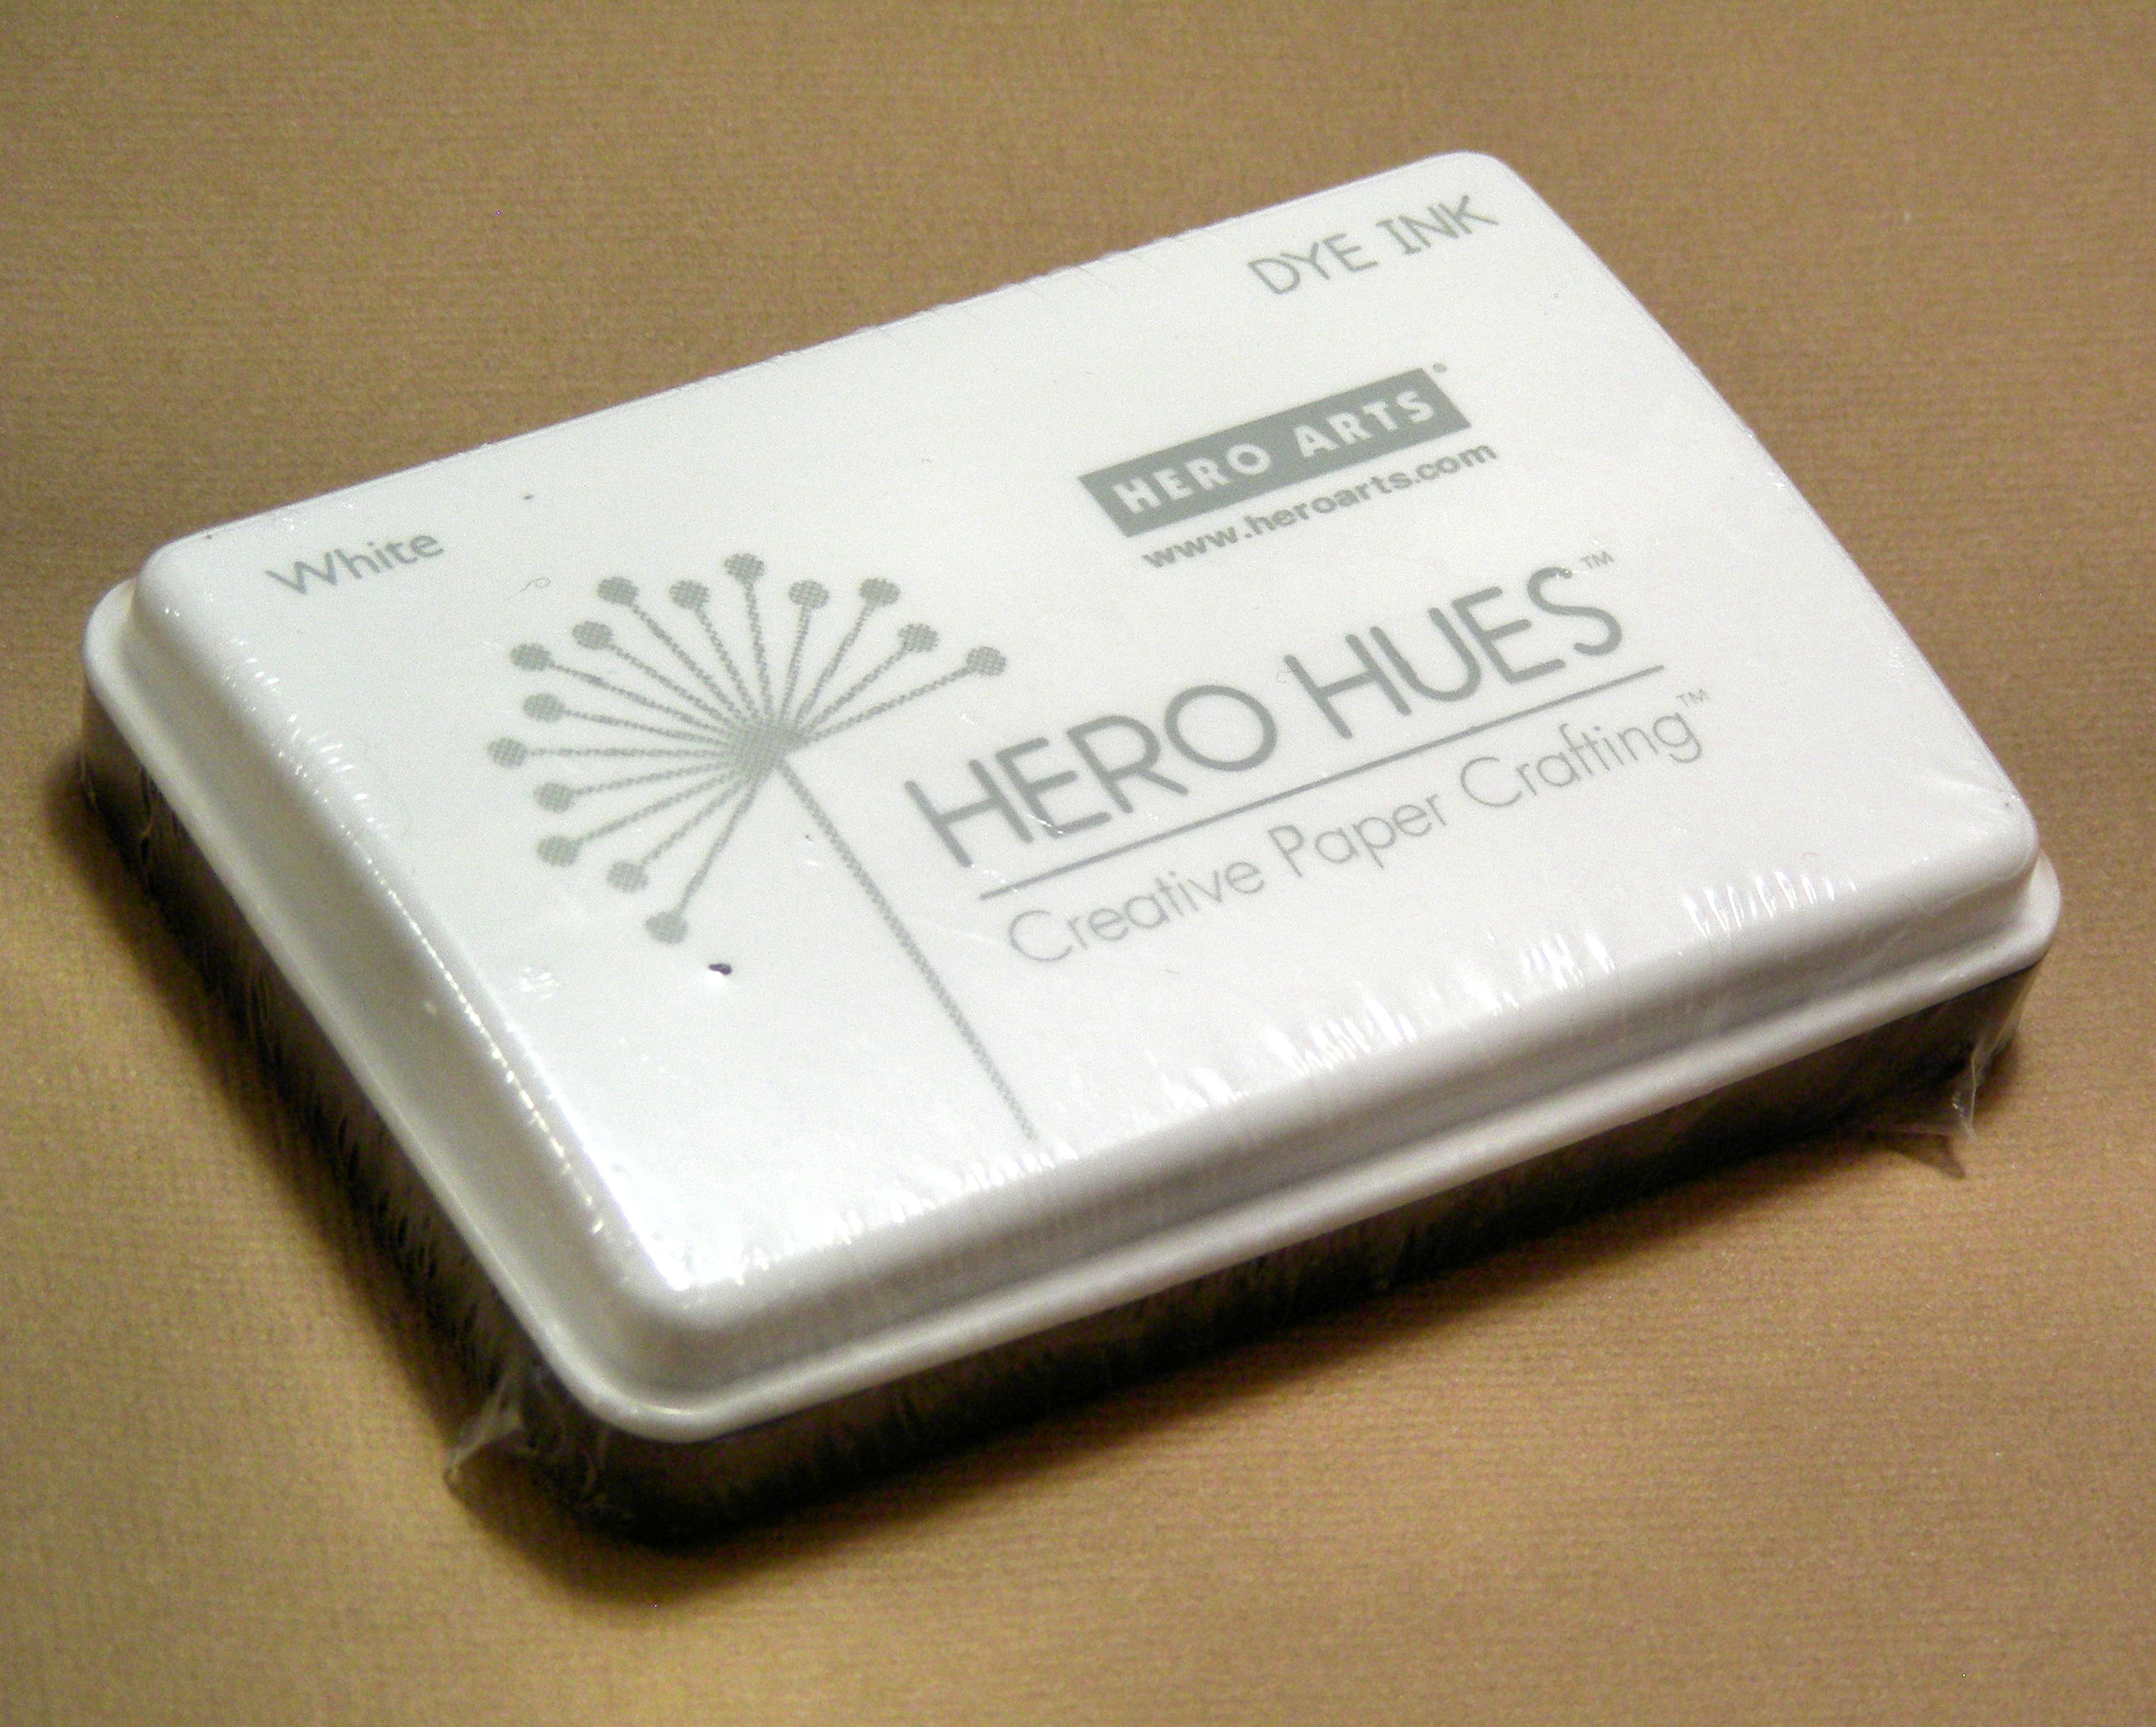 DYE INK
White
HERO ARTS®
www.heroarts.com
HERO HUES™
Creative Paper Crafting™